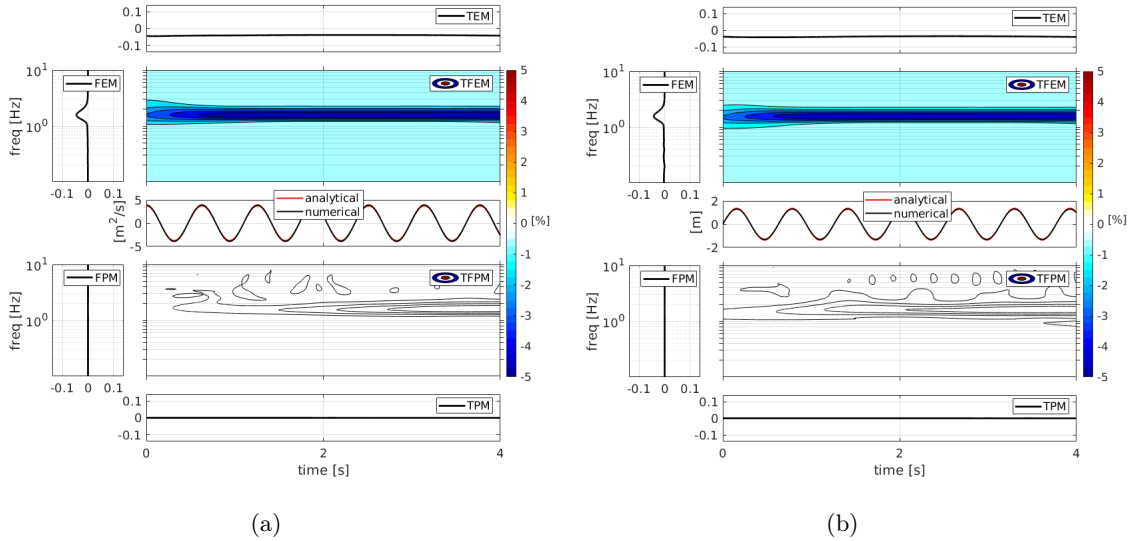 0.1
0
-0.1
TEM
10¹
10⁰
freq [Hz]
FEM
-0.1 0 0.1
TFEM
5
4
3
2
1
0 [%]
-1
-2
-3
-4
-5
5
0
-5
[m²/s]
analytical
numerical
10¹
10⁰
freq [Hz]
FPM
-0.1 0 0.1
TFPM
0.1
0
-0.1
TPM
0 2 4
time [s]
(a)
0.1
0
-0.1
TEM
10¹
10⁰
freq [Hz]
FEM
-0.1 0 0.1
TFEM
5
4
3
2
1
0 [%]
-1
-2
-3
-4
-5
2
0
-2
[m]
analytical
numerical
10¹
10⁰
freq [Hz]
FPM
-0.1 0 0.1
TFPM
0.1
0
-0.1
TPM
0 2 4
time [s]
(b)